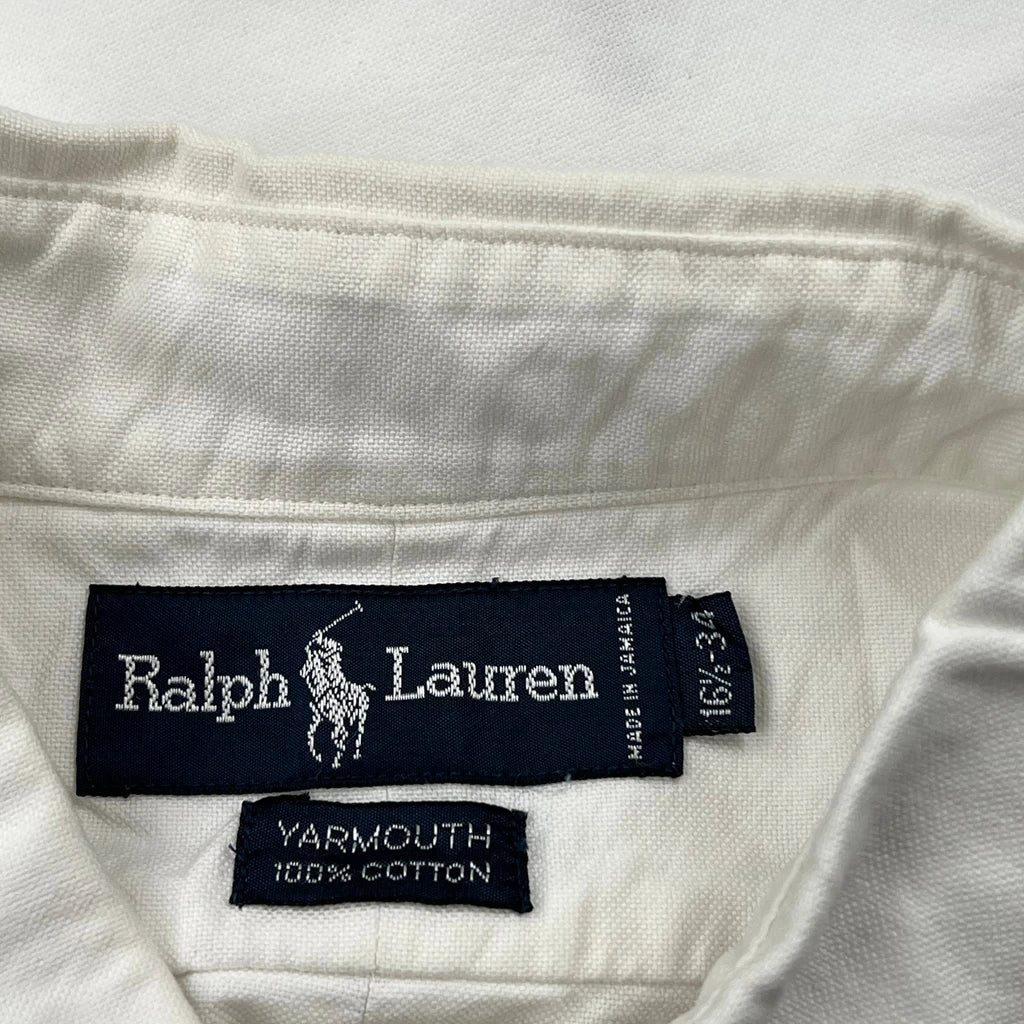 Ralph Lauren
MADE IN JAMAICA
16½-34
YARMOUTH
100% COTTON